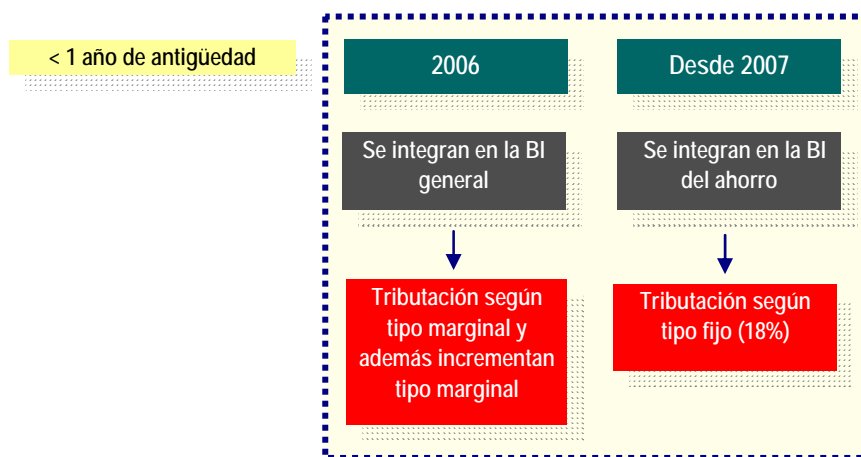 < 1 año de antigüedad
2006
Desde 2007
Se integran en la BI
general
Se integran en la BI
del ahorro
Tributación según
tipo marginal y
además incrementan
tipo marginal
Tributación según
tipo fijo (18%)